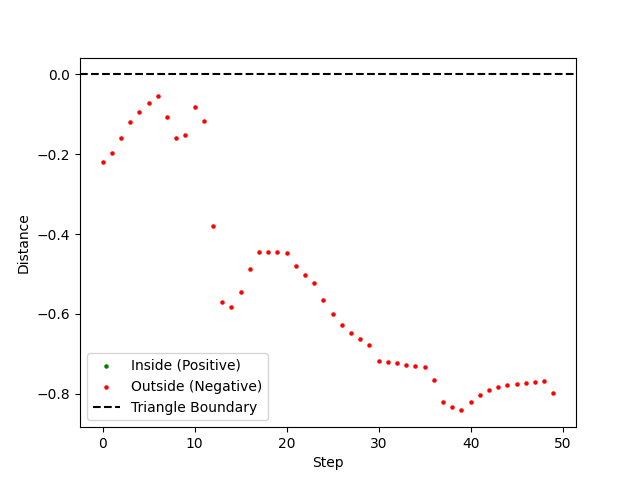 0.0
−0.2
−0.4
−0.6
−0.8
Distance
Inside (Positive)
Outside (Negative)
Triangle Boundary
0 10 20 30 40 50
Step